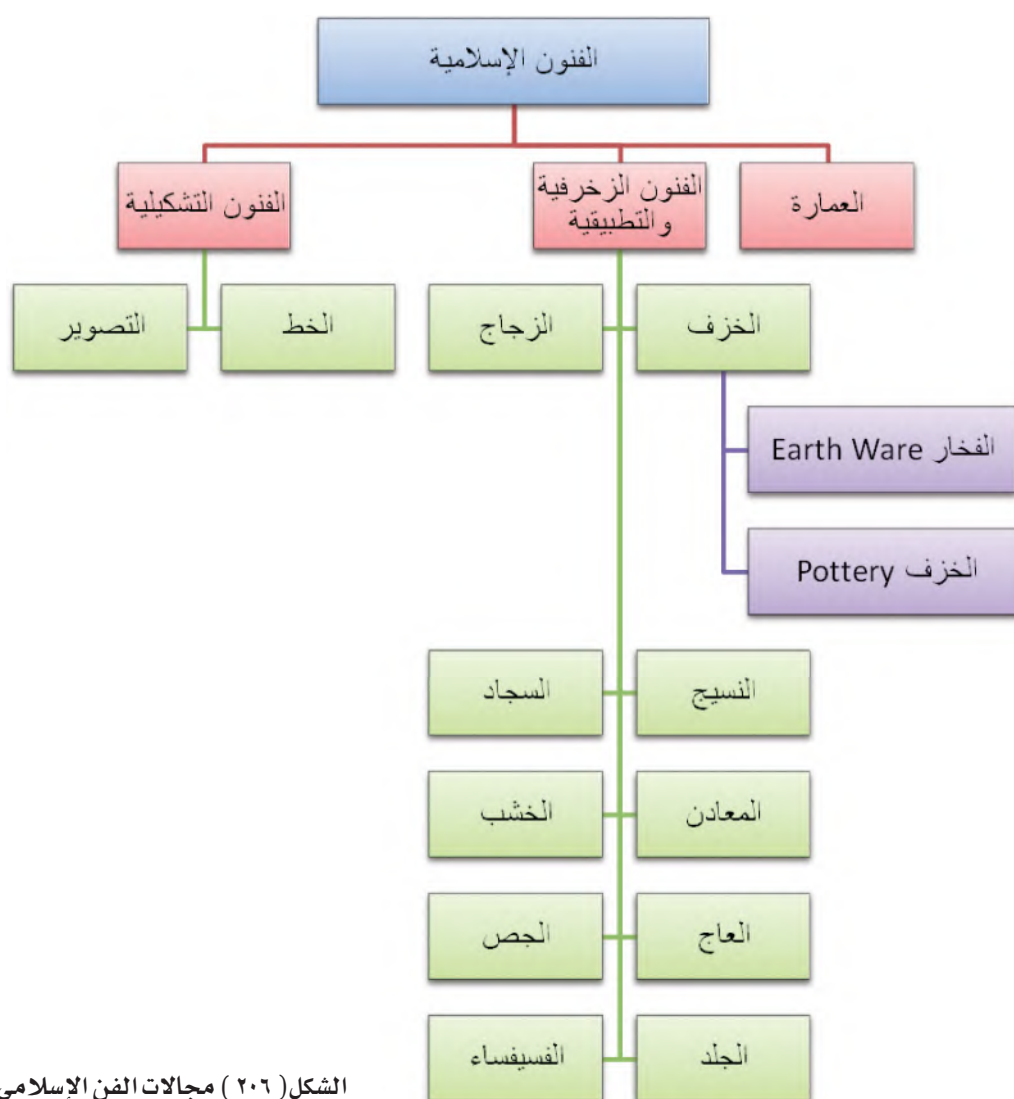 الفنون الإسلامية
العمارة
الفنون الزخرفية
والتطبيقية
الفنون التشكيلية
الخزف
الزجاج
الخط
التصوير
الفخار Earth Ware
الخزف Pottery
النسيج
السجاد
المعادن
الخشب
العاج
الجص
الجلد
الفسيفساء
الشكل( ٢٠٦ ) مجالات الفن الإسلامي